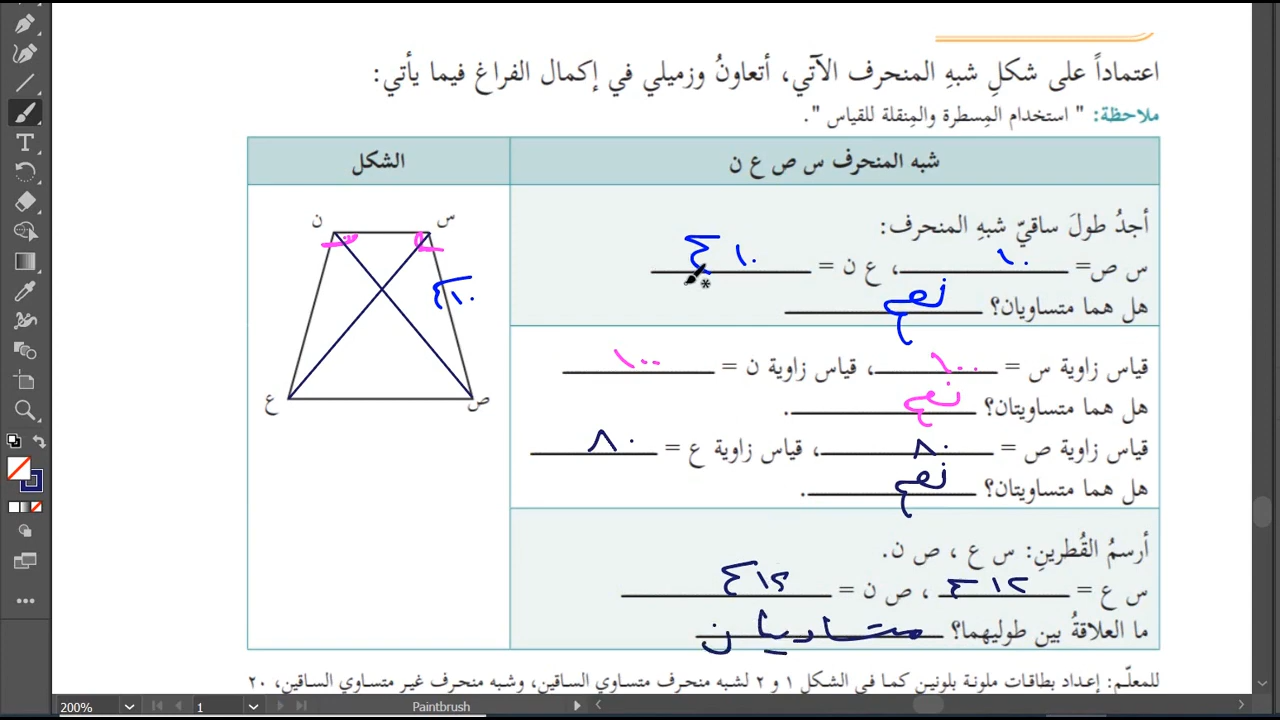 اعتماداً على شكلِ شبهِ المنحرف الآتي، أتعاونُ وزميلي في إكمال الفراغ فيما يأتي:
ملاحظة: " استخدام المِسطرة والمِنقلة للقياس ".
شبه المنحرف س ص ع ن
الشكل
أجدُ طولَ ساقيّ شبهِ المنحرف:
س ص= ١٠ ، ع ن = ١٠
هل هما متساويان؟ نعم
قياس زاوية س = ١٠٠ ، قياس زاوية ن = ١٠٠
هل هما متساويتان؟ نعم .
قياس زاوية ص = ٨٠ ، قياس زاوية ع = ٨٠
هل هما متساويتان؟ نعم .
أرسمُ القُطرينِ: س ع ، ص ن.
س ع = ١٢ ، ص ن = ١٢
ما العلاقةُ بين طوليهما؟ متساويان
س
ن
١٠
ص
ع
للمعلّم: إعداد بطاقات ملونة بلونين كما في الشكل ١ و ٢ لشبه منحرف متساوي الساقين، وشبه منحرف غير متساوي الساقين، ٢٠
200%
1
Paintbrush